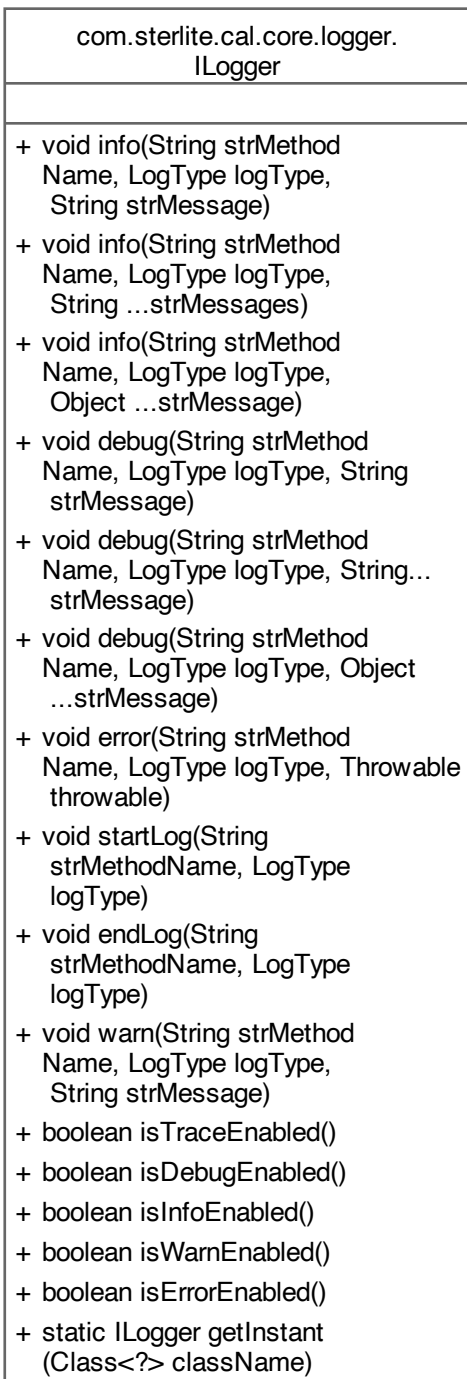 com.sterlite.cal.core.logger.
ILogger
+ void info(String strMethod
Name, LogType logType,
String strMessage)
+ void info(String strMethod
Name, LogType logType,
String ...strMessages)
+ void info(String strMethod
Name, LogType logType,
Object ...strMessage)
+ void debug(String strMethod
Name, LogType logType, String
strMessage)
+ void debug(String strMethod
Name, LogType logType, String...
strMessage)
+ void debug(String strMethod
Name, LogType logType, Object
...strMessage)
+ void error(String strMethod
Name, LogType logType, Throwable
throwable)
+ void startLog(String
strMethodName, LogType
logType)
+ void endLog(String
strMethodName, LogType
logType)
+ void warn(String strMethod
Name, LogType logType,
String strMessage)
+ boolean isTraceEnabled()
+ boolean isDebugEnabled()
+ boolean isInfoEnabled()
+ boolean isWarnEnabled()
+ boolean isErrorEnabled()
+ static ILogger getInstant
(Class<?> className)